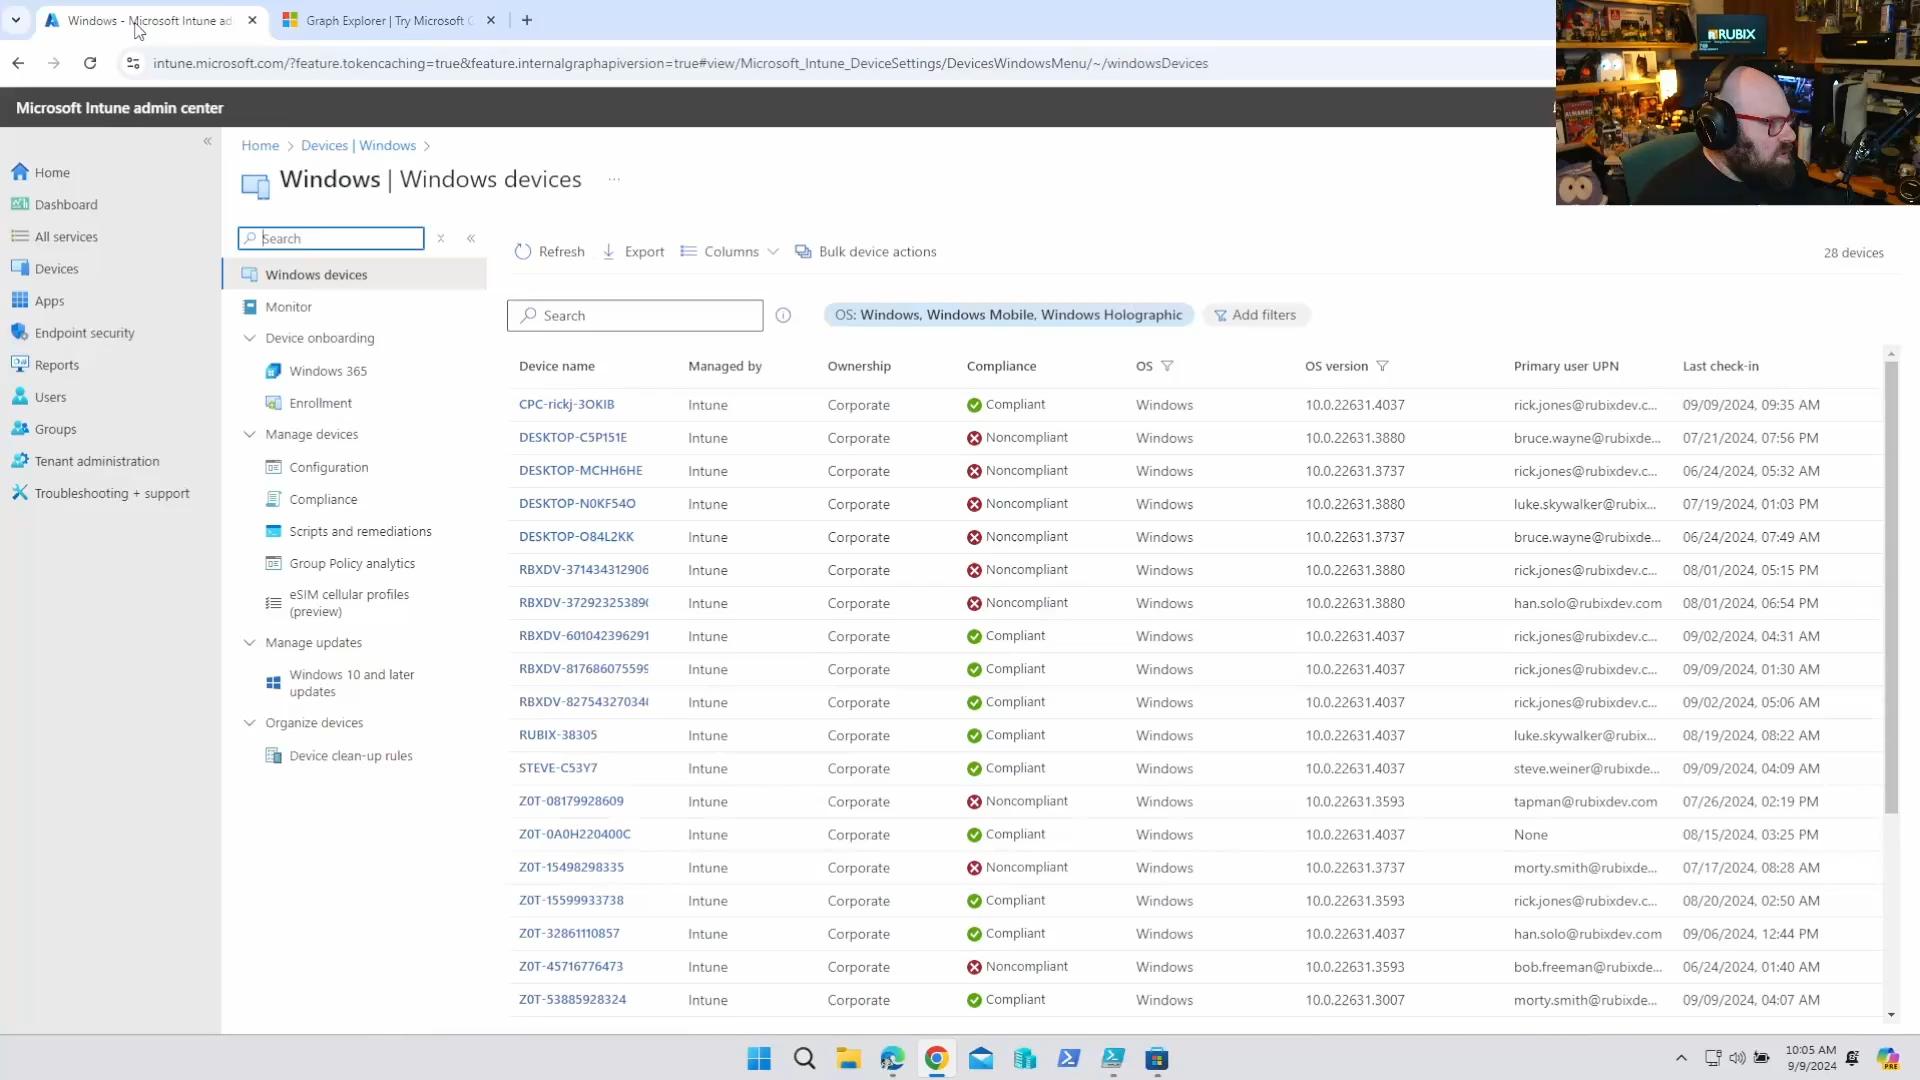 Windows - Microsoft Intune ad
Graph Explorer | Try Microsoft G
intune.microsoft.com/?feature.tokencaching=true&feature.internalgraphapiversion=true#view/Microsoft_Intune_DeviceSettings/DevicesWindowsMenu/~/windowsDevices
RUBIX
Microsoft Intune admin center
Home
Dashboard
All services
Devices
Apps
Endpoint security
Reports
Users
Groups
Tenant administration
Troubleshooting + support
Home > Devices | Windows >
Windows | Windows devices ...
Search
Windows devices
Monitor
Device onboarding
Windows 365
Enrollment
Manage devices
Configuration
Compliance
Scripts and remediations
Group Policy analytics
eSIM cellular profiles
(preview)
Manage updates
Windows 10 and later
updates
Organize devices
Device clean-up rules
Refresh Export Columns Bulk device actions 28 devices
Search OS: Windows, Windows Mobile, Windows Holographic Add filters
Device name Managed by Ownership Compliance OS OS version Primary user UPN Last check-in
CPC-rickj-3OKIB Intune Corporate Compliant Windows 10.0.22631.4037 rick.jones@rubixdev.c... 09/09/2024, 09:35 AM
DESKTOP-C5P151E Intune Corporate Noncompliant Windows 10.0.22631.3880 bruce.wayne@rubixde... 07/21/2024, 07:56 PM
DESKTOP-MCHH6HE Intune Corporate Noncompliant Windows 10.0.22631.3737 rick.jones@rubixdev.c... 06/24/2024, 05:32 AM
DESKTOP-N0KF54O Intune Corporate Noncompliant Windows 10.0.22631.3880 luke.skywalker@rubix... 07/19/2024, 01:03 PM
DESKTOP-O84L2KK Intune Corporate Noncompliant Windows 10.0.22631.3737 bruce.wayne@rubixde... 06/24/2024, 07:49 AM
RBXDV-371434312906 Intune Corporate Noncompliant Windows 10.0.22631.3880 rick.jones@rubixdev.c... 08/01/2024, 05:15 PM
RBXDV-37292325389( Intune Corporate Noncompliant Windows 10.0.22631.3880 han.solo@rubixdev.com 08/01/2024, 06:54 PM
RBXDV-601042396291 Intune Corporate Compliant Windows 10.0.22631.4037 rick.jones@rubixdev.c... 09/02/2024, 04:31 AM
RBXDV-817686075599 Intune Corporate Compliant Windows 10.0.22631.4037 rick.jones@rubixdev.c... 09/09/2024, 01:30 AM
RBXDV-82754327034( Intune Corporate Compliant Windows 10.0.22631.4037 rick.jones@rubixdev.c... 09/02/2024, 05:06 AM
RUBIX-38305 Intune Corporate Compliant Windows 10.0.22631.4037 luke.skywalker@rubix... 08/19/2024, 08:22 AM
STEVE-C53Y7 Intune Corporate Compliant Windows 10.0.22631.4037 steve.weiner@rubixde... 09/09/2024, 04:09 AM
Z0T-08179928609 Intune Corporate Noncompliant Windows 10.0.22631.3593 tapman@rubixdev.com 07/26/2024, 02:19 PM
Z0T-0A0H220400C Intune Corporate Compliant Windows 10.0.22631.4037 None 08/15/2024, 03:25 PM
Z0T-15498298335 Intune Corporate Noncompliant Windows 10.0.22631.3737 morty.smith@rubixde... 07/17/2024, 08:28 AM
Z0T-15599933738 Intune Corporate Compliant Windows 10.0.22631.3593 rick.jones@rubixdev.c... 08/20/2024, 02:50 AM
Z0T-32861110857 Intune Corporate Compliant Windows 10.0.22631.4037 han.solo@rubixdev.com 09/06/2024, 12:44 PM
Z0T-45716776473 Intune Corporate Noncompliant Windows 10.0.22631.3593 bob.freeman@rubixde... 06/24/2024, 01:40 AM
Z0T-53885928324 Intune Corporate Compliant Windows 10.0.22631.3007 morty.smith@rubixde... 09/09/2024, 04:07 AM
10:05 AM
9/9/2024